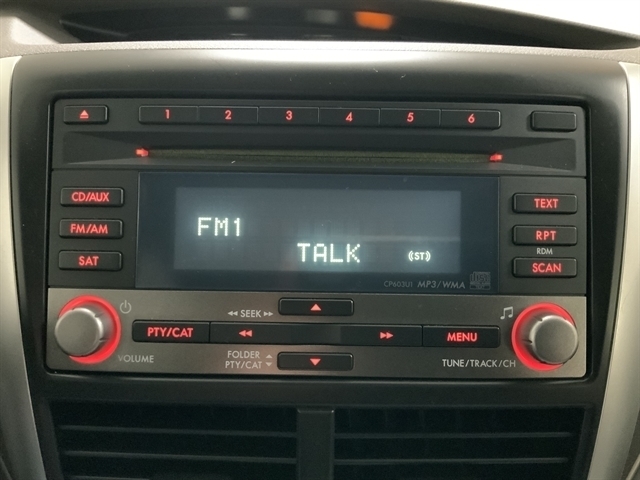 1 2 3 4 5 6
CD/AUX
FM/AM
SAT
FM1
TALK (ST)
CP603U1 MP3/WMA
TEXT
RPT
RDM
SCAN
SEEK
PTY/CAT
MENU
VOLUME
FOLDER
PTY/CAT
TUNE/TRACK/CH